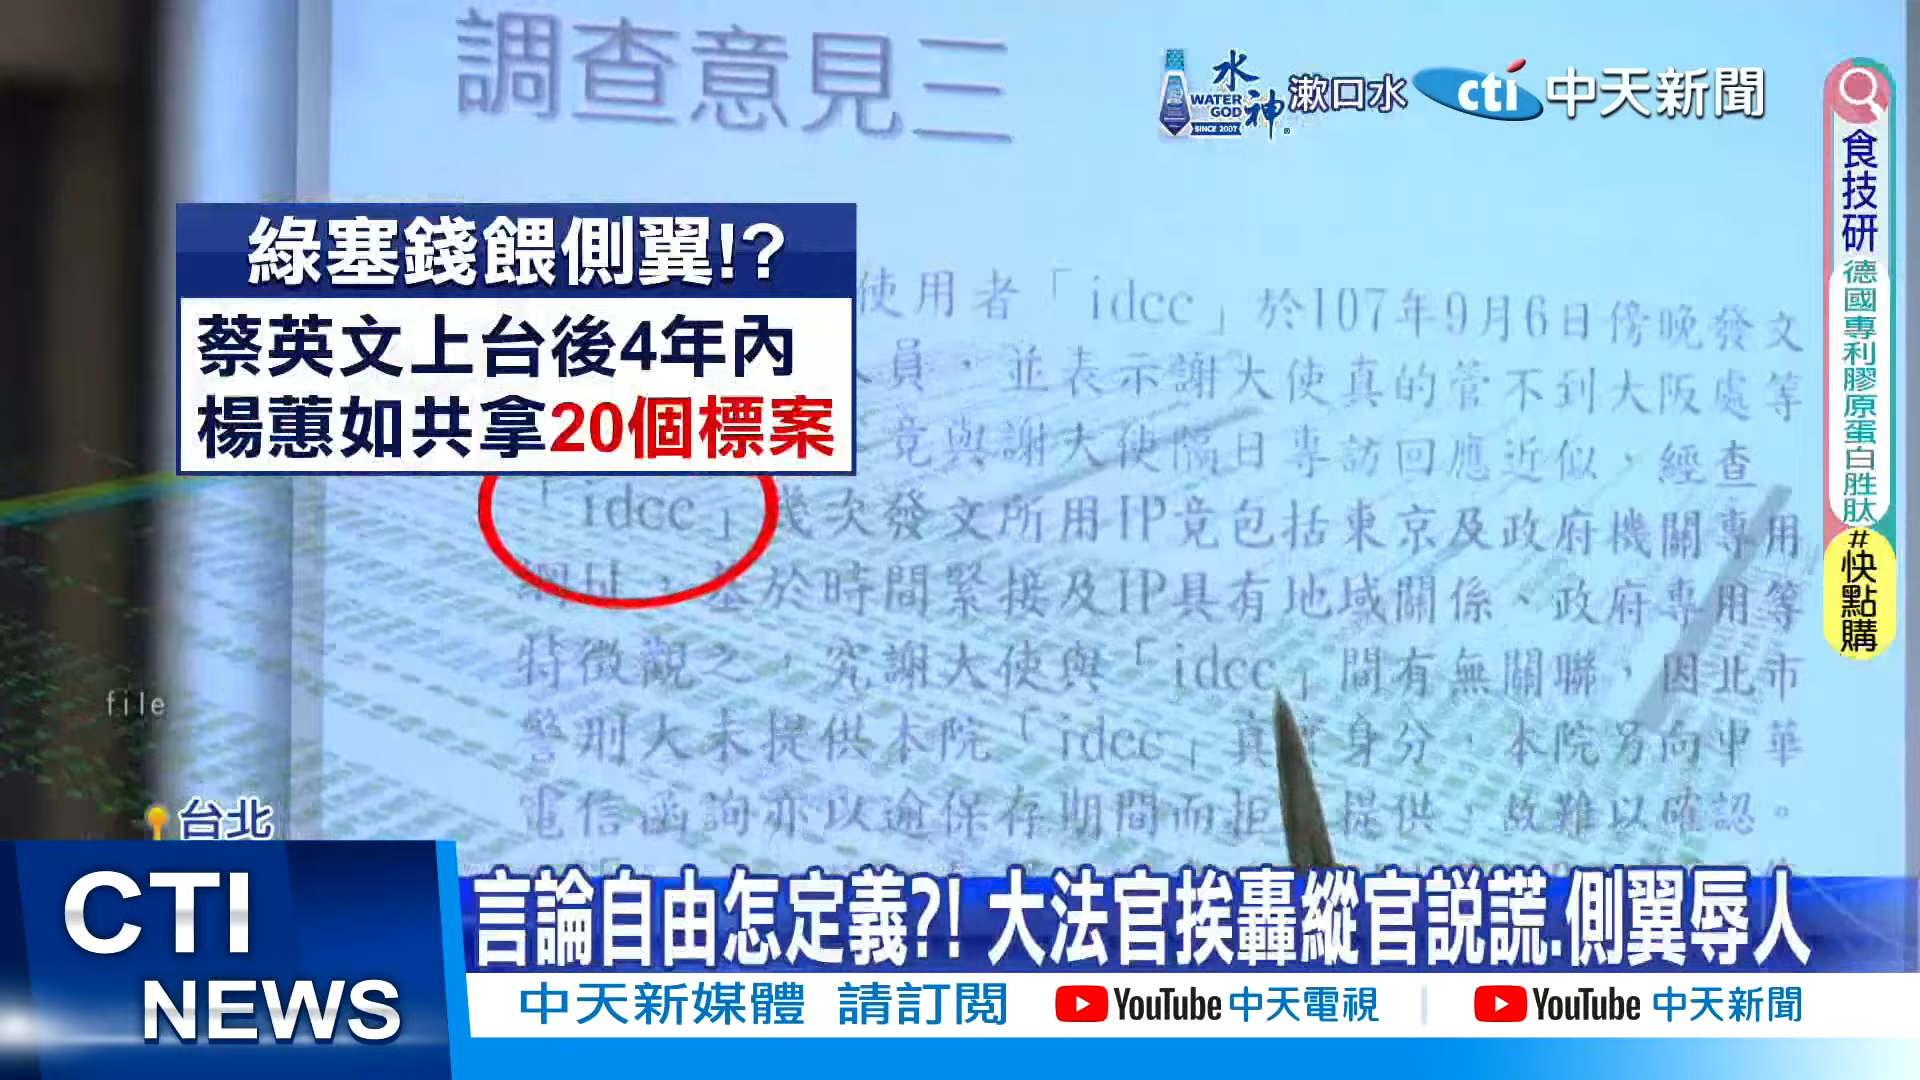 調查意見三
水神
WATER GOD
SINCE 2007
漱口水
cti 中天新聞
食技研
德國專利膠原蛋白胜肽
#快點購
綠塞錢餵側翼!?
蔡英文上台後4年內
楊蕙如共拿20個標案
使用者「idcc」於107年9月6日傍晚發文
人員，並表示謝大使真的管不到大阪處等
竟與謝大使隔日專訪回應近似，經查
「idcc」幾次發文所用IP竟包括東京及政府機關專用
網址，基於時間緊接及IP具有地域關係、政府專用等
特徵觀之，究謝大使與「idcc」間有無關聯，因北市
警刑大未提供本院「idcc」真實身分，本院另向中華
電信函詢亦以逾保存期間而拒提供，故難以確認。
file
台北
CTI NEWS
言論自由怎定義?! 大法官挨轟縱官説謊.側翼辱人
中天新媒體 請訂閱 YouTube 中天電視 | YouTube 中天新聞